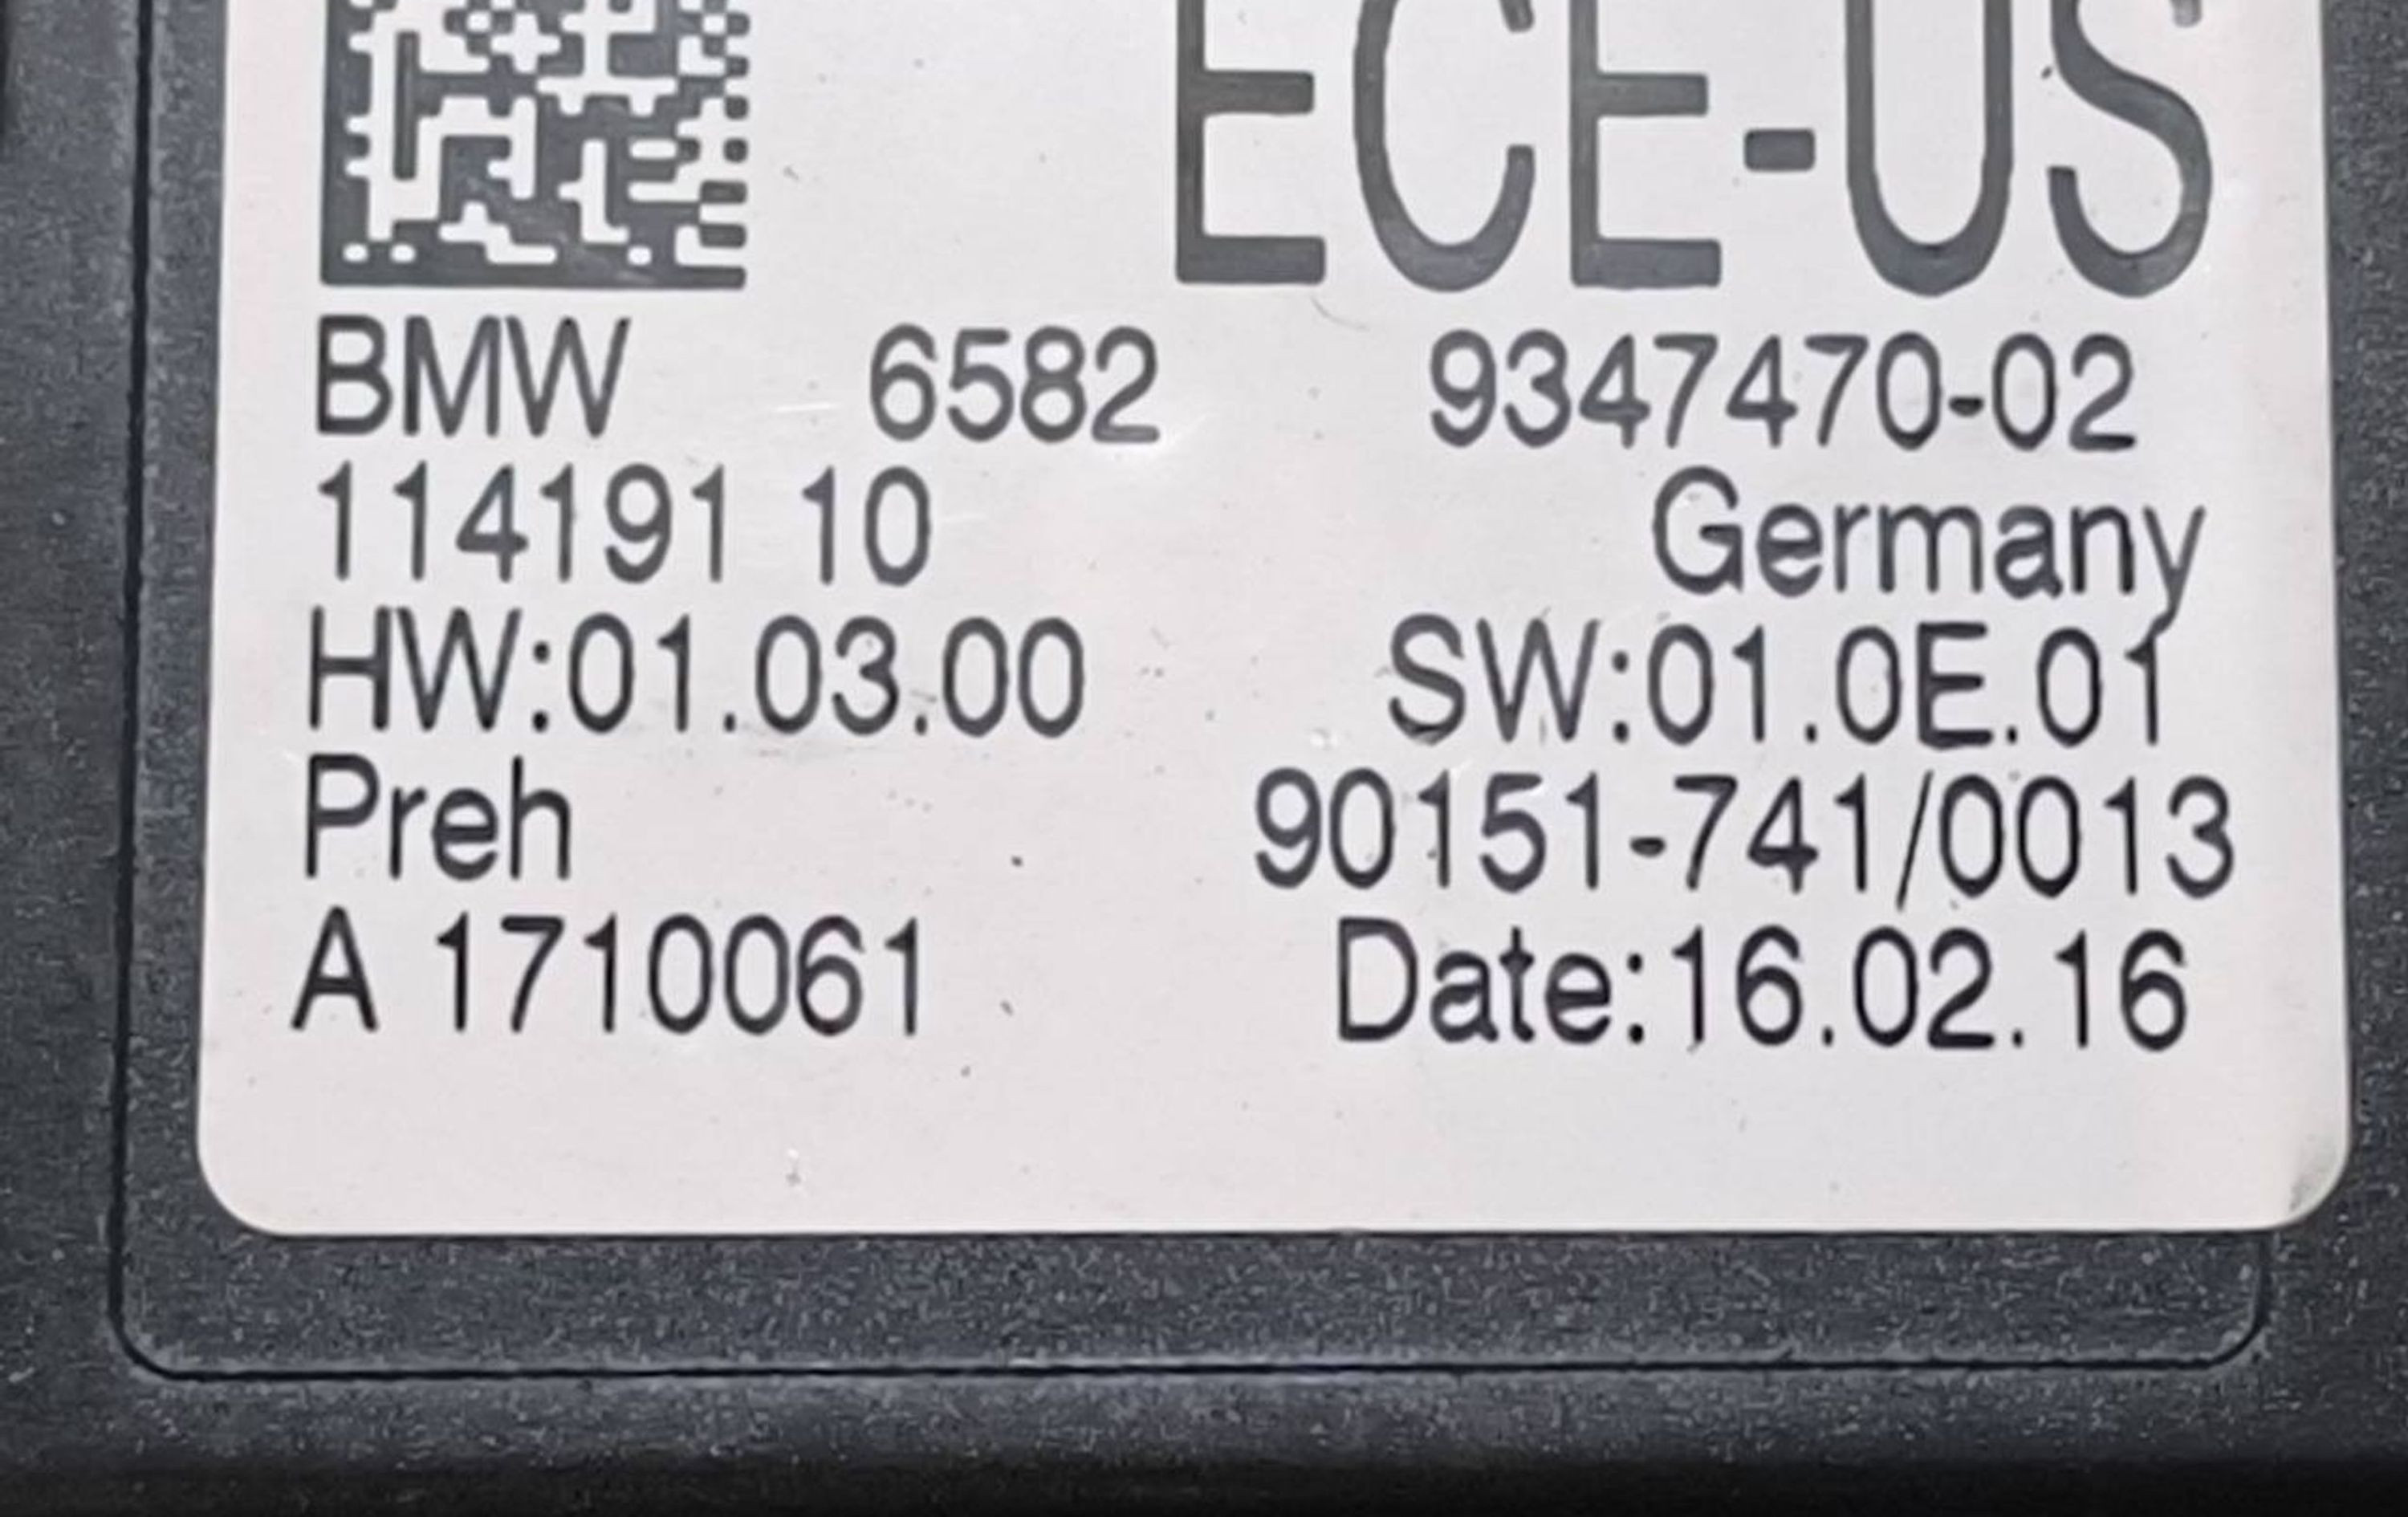 ECE-US
BMW 6582 9347470-02
114191 10 Germany
HW:01.03.00 SW:01.0E.01
Preh 90151-741/0013
A 1710061 Date:16.02.16